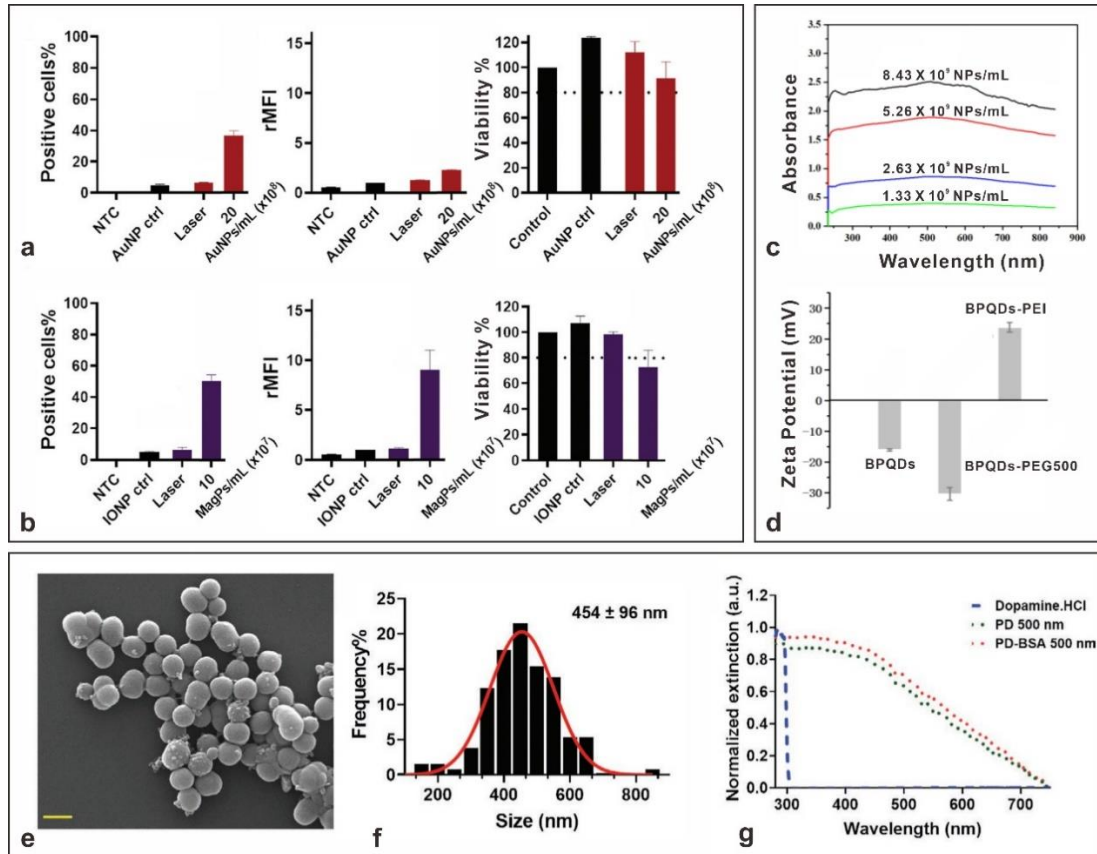 100
80
60
40
20
0
Positive cells%
NTC
AuNP ctrl
Laser
20
AuNPs/mL (x10⁸)
15
10
5
0
rMFI
NTC
AuNP ctrl
Laser
20
AuNPs/mL (x10⁸)
120
100
80
60
40
20
0
Viability %
Control
AuNP ctrl
Laser
20
AuNPs/mL (x10⁸)
a
100
80
60
40
20
0
Positive cells%
NTC
IONP ctrl
Laser
10
MagPs/mL (x10⁷)
15
10
5
0
rMFI
NTC
IONP ctrl
Laser
10
MagPs/mL (x10⁷)
120
100
80
60
40
20
0
Viability %
Control
IONP ctrl
Laser
10
MagPs/mL (x10⁷)
b
3.5
3.0
2.5
2.0
1.5
1.0
0.5
0.0
Absorbance
8.43 X 10⁹ NPs/mL
5.26 X 10⁹ NPs/mL
2.63 X 10⁹ NPs/mL
1.33 X 10⁹ NPs/mL
300 400 500 600 700 800 900
Wavelength (nm)
c
30
20
10
0
−10
−20
−30
Zeta Potential (mV)
BPQDs-PEI
BPQDs
BPQDs-PEG500
d
e
25
20
15
10
5
0
Frequency%
454 ± 96 nm
200 400 600 800
Size (nm)
f
1.2
1.0
0.8
0.6
0.4
0.2
0.0
Normalized extinction (a.u.)
Dopamine.HCl
PD 500 nm
PD-BSA 500 nm
300 400 500 600 700
Wavelength (nm)
g